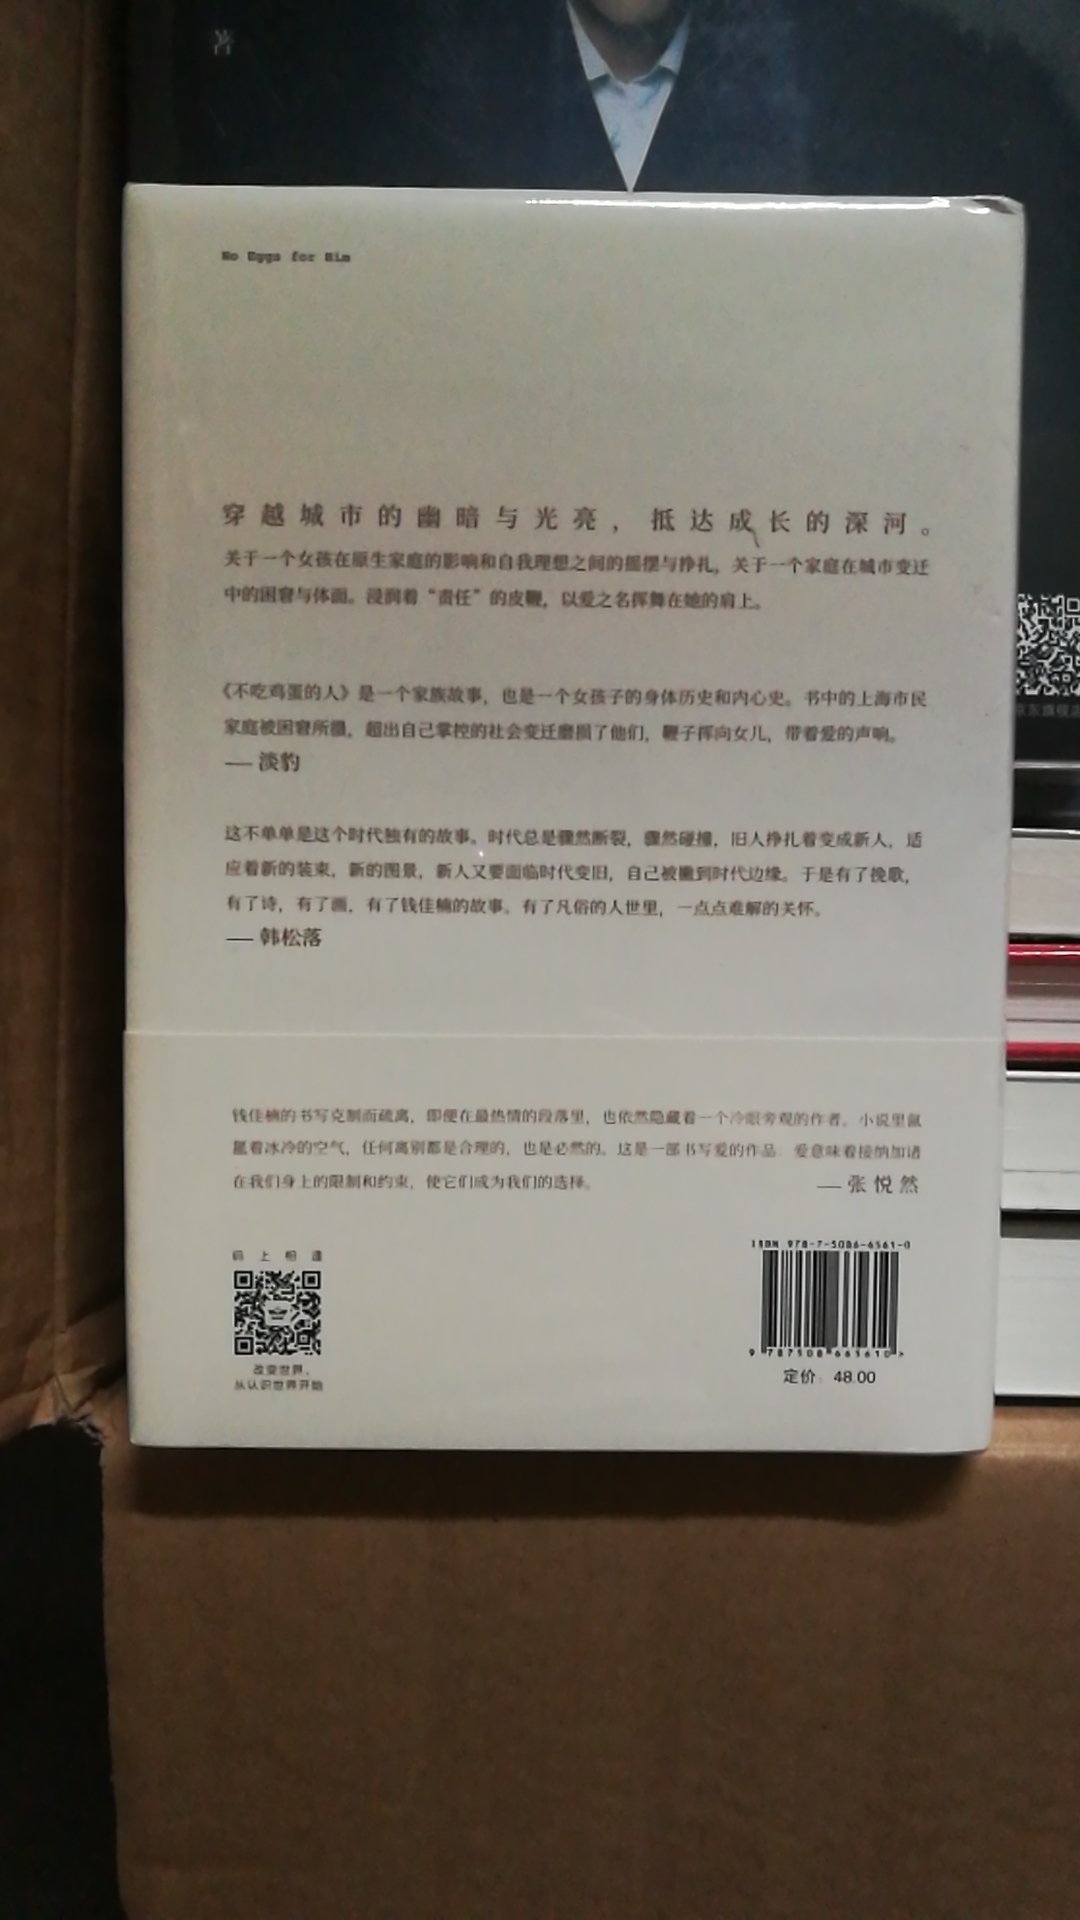 著
No Eggs for Him
穿越城市的幽暗与光亮，抵达成长的深河。
关于一个女孩在原生家庭的影响和自我理想之间的摇摆与挣扎，关于一个家庭在城市变迁
中的困窘与体面。浸润着“责任”的皮鞭，以爱之名挥舞在她的肩上。
《不吃鸡蛋的人》是一个家族故事，也是一个女孩子的身体历史和内心史。书中的上海市民
家庭被困窘所摄，超出自己掌控的社会变迁磨损了他们，鞭子挥向女儿，带着爱的声响。
—— 淡豹
这不单单是这个时代独有的故事。时代总是骤然断裂，骤然碰撞，旧人挣扎着变成新人，适
应着新的装束，新的图景，新人又要面临时代变旧，自己被撇到时代边缘。于是有了挽歌，
有了诗，有了画，有了钱佳楠的故事。有了凡俗的人世里，一点点难解的关怀。
—— 韩松落
钱佳楠的书写克制而疏离，即便在最热情的段落里，也依然隐藏着一个冷眼旁观的作者。小说里氤
氲着冰冷的空气，任何离别都是合理的，也是必然的。这是一部书写爱的作品：爱意味着接纳加诸
在我们身上的限制和约束，使它们成为我们的选择。 —— 张悦然
码上相逢
改变世界，
从认识世界开始
ISBN 978-7-5086-6561-0
9 787508 665610 >
定价：48.00
京东旗舰店